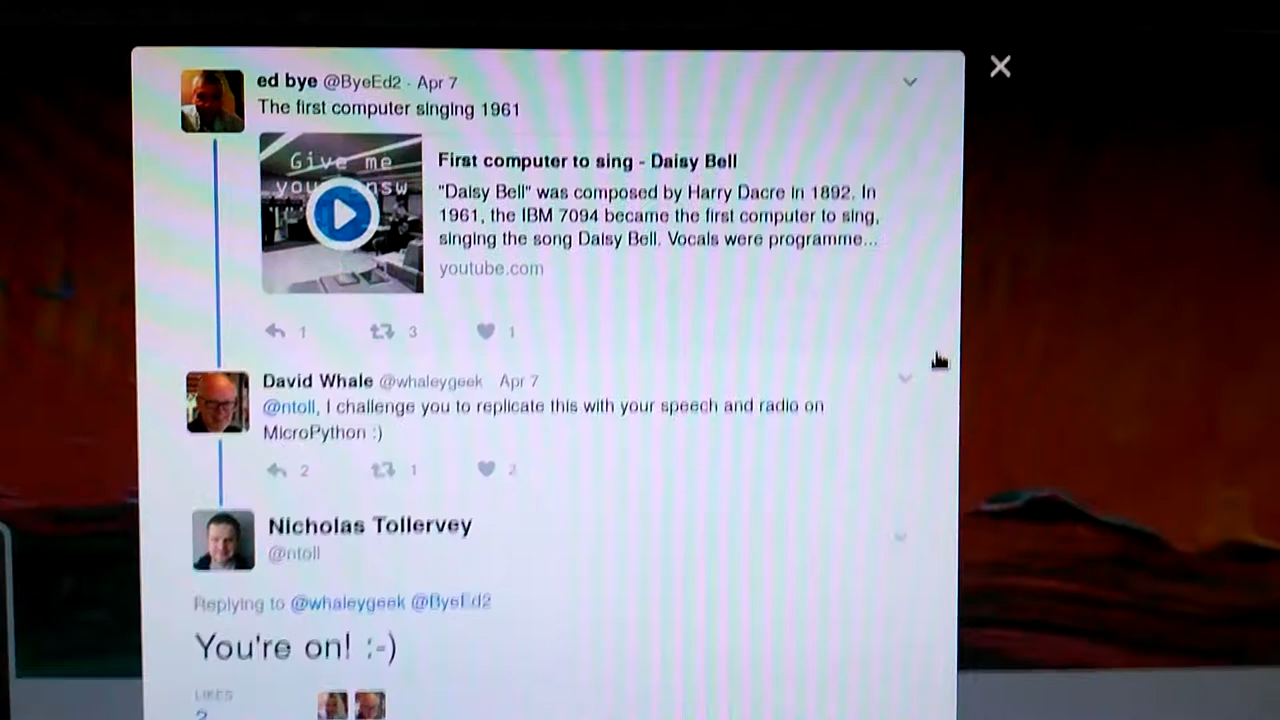 ed bye @ByeEd2 · Apr 7
The first computer singing 1961
Give me
your answ
First computer to sing - Daisy Bell
"Daisy Bell" was composed by Harry Dacre in 1892. In
1961, the IBM 7094 became the first computer to sing,
singing the song Daisy Bell. Vocals were programme...
youtube.com
1 3 1
David Whale @whaleygeek Apr 7
@ntoll, I challenge you to replicate this with your speech and radio on
MicroPython :)
2 1 2
Nicholas Tollervey
@ntoll
Replying to @whaleygeek @ByeEd2
You're on! :-)
LIKES
2